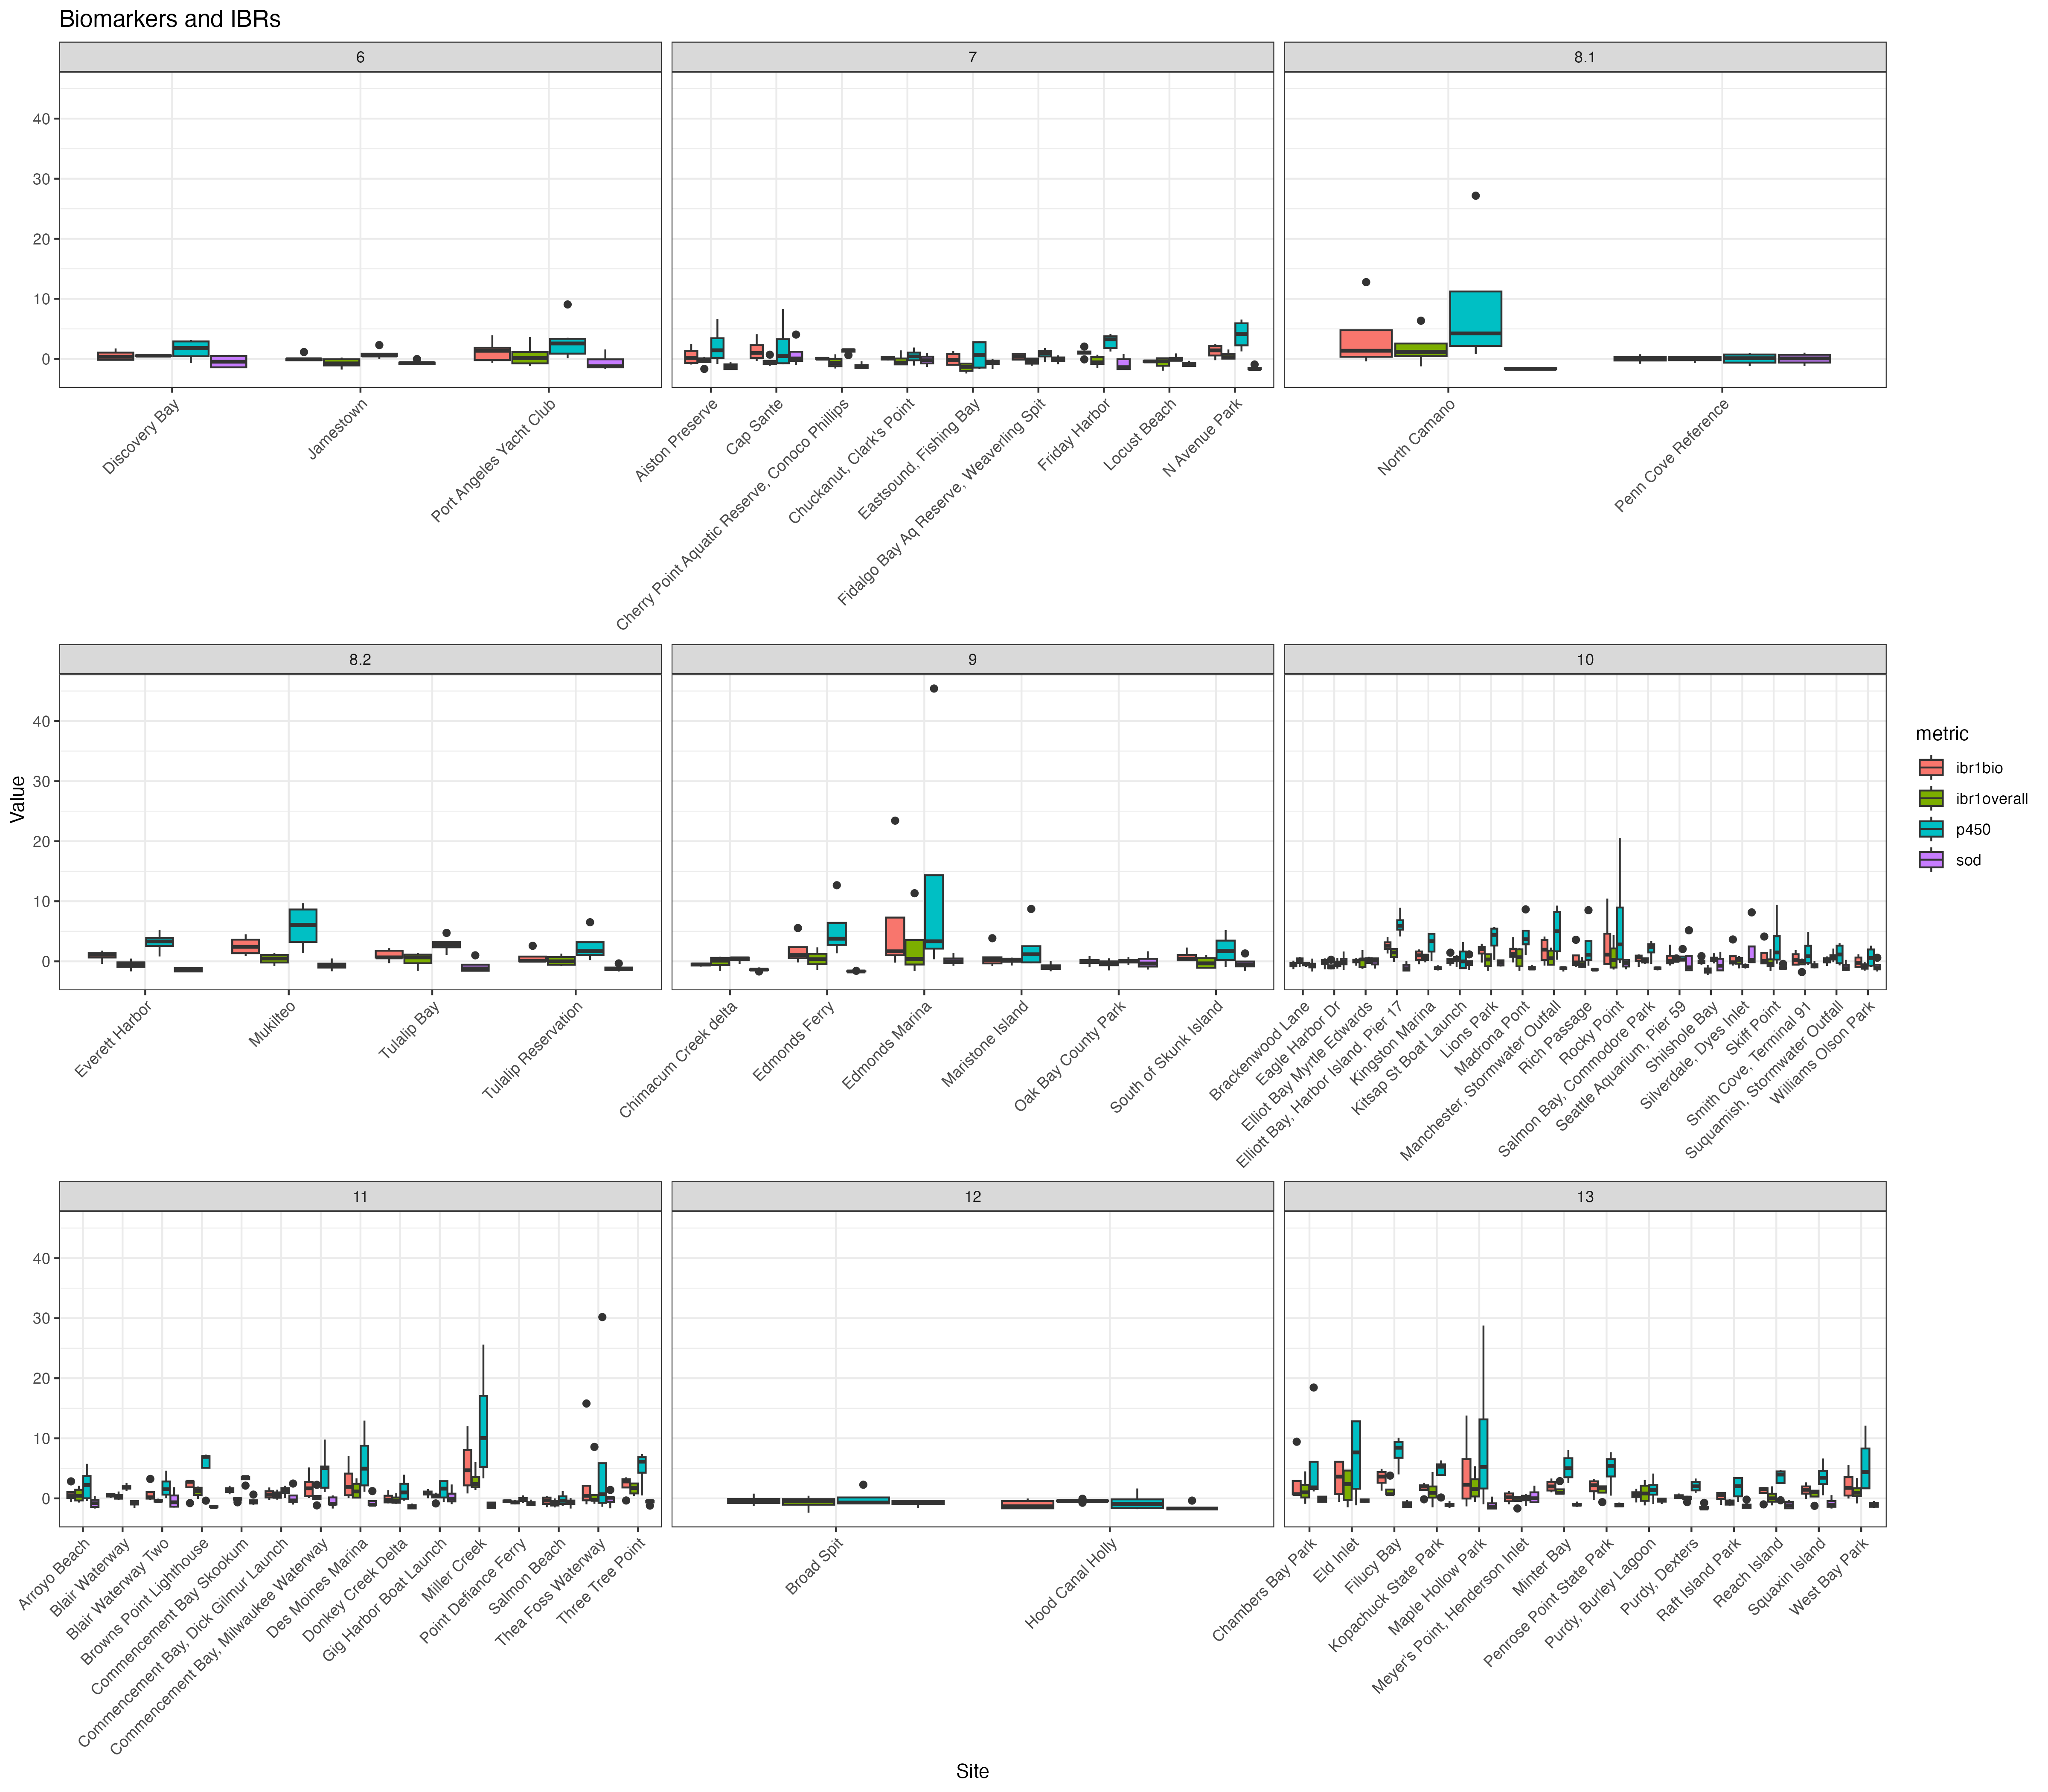 Biomarkers and IBRs
6
7
8.1
40
30
20
10
0
Discovery Bay
Jamestown
Port Angeles Yacht Club
Aiston Preserve
Cap Sante
Cherry Point Aquatic Reserve, Conoco Phillips
Chuckanut, Clark's Point
Eastsound, Fishing Bay
Fidalgo Bay Aq Reserve, Weaverling Spit
Friday Harbor
Locust Beach
N Avenue Park
North Camano
Penn Cove Reference
8.2
9
10
40
30
20
10
0
Everett Harbor
Mukilteo
Tulalip Bay
Tulalip Reservation
Chimacum Creek delta
Edmonds Ferry
Edmonds Marina
Maristone Island
Oak Bay County Park
South of Skunk Island
Brackenwood Lane
Eagle Harbor Dr
Elliot Bay Myrtle Edwards
Elliott Bay, Harbor Island, Pier 17
Kingston Marina
Kitsap St Boat Launch
Lions Park
Madrona Pont
Manchester, Stormwater Outfall
Rich Passage
Rocky Point
Salmon Bay, Commodore Park
Seattle Aquarium, Pier 59
Shilshole Bay
Silverdale, Dyes Inlet
Skiff Point
Smith Cove, Terminal 91
Suquamish, Stormwater Outfall
Williams Olson Park
Value
metric
ibr1bio
ibr1overall
p450
sod
11
12
13
40
30
20
10
0
Arroyo Beach
Blair Waterway
Blair Waterway Two
Browns Point Lighthouse
Commencement Bay Skookum
Commencement Bay, Dick Gilmur Launch
Commencement Bay, Milwaukee Waterway
Des Moines Marina
Donkey Creek Delta
Gig Harbor Boat Launch
Miller Creek
Point Defiance Ferry
Salmon Beach
Thea Foss Waterway
Three Tree Point
Broad Spit
Hood Canal Holly
Chambers Bay Park
Eld Inlet
Filucy Bay
Kopachuck State Park
Maple Hollow Park
Meyer's Point, Henderson Inlet
Minter Bay
Penrose Point State Park
Purdy, Burley Lagoon
Purdy, Dexters
Raft Island Park
Reach Island
Squaxin Island
West Bay Park
Site